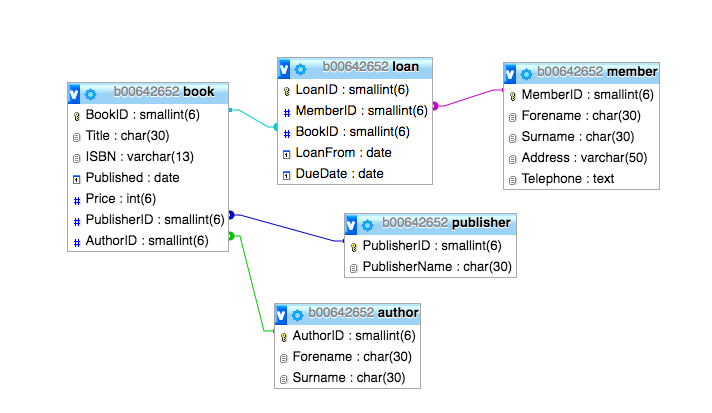 b00642652 book
BookID : smallint(6)
Title : char(30)
ISBN : varchar(13)
Published : date
Price : int(6)
PublisherID : smallint(6)
AuthorID : smallint(6)
b00642652 loan
LoanID : smallint(6)
MemberID : smallint(6)
BookID : smallint(6)
LoanFrom : date
DueDate : date
b00642652 member
MemberID : smallint(6)
Forename : char(30)
Surname : char(30)
Address : varchar(50)
Telephone : text
b00642652 publisher
PublisherID : smallint(6)
PublisherName : char(30)
b00642652 author
AuthorID : smallint(6)
Forename : char(30)
Surname : char(30)